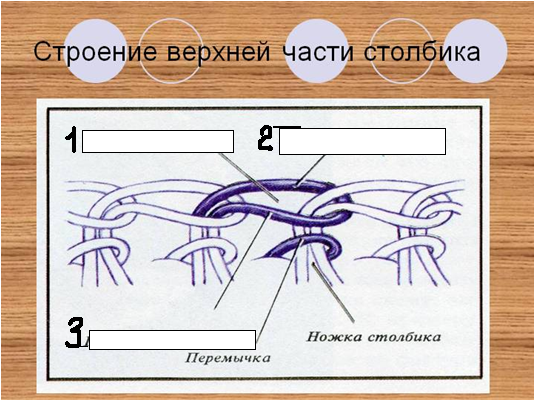 Строение верхней части столбика
1
2
3
Ножка столбика
Перемычка